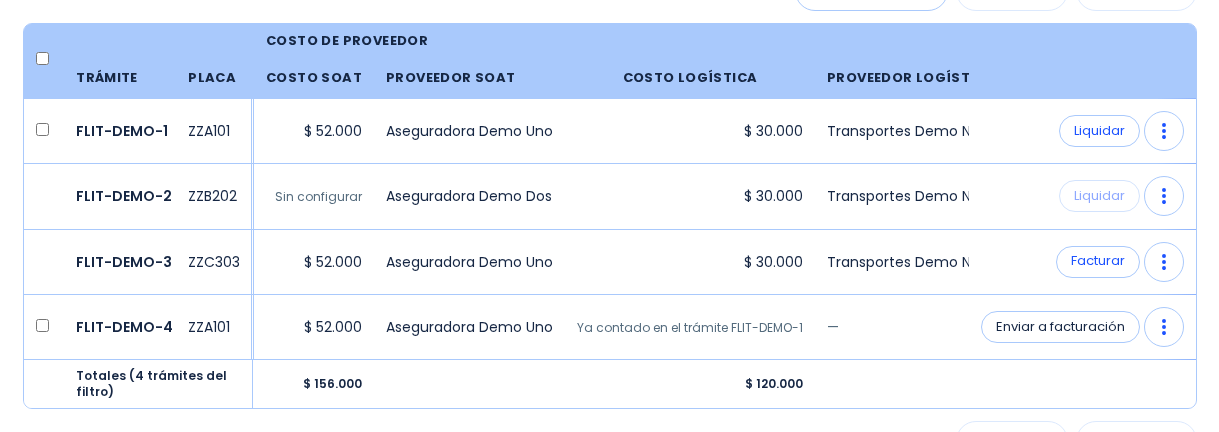 COSTO DE PROVEEDOR
TRÁMITE PLACA COSTO SOAT PROVEEDOR SOAT COSTO LOGÍSTICA PROVEEDOR LOGÍST
FLIT-DEMO-1 ZZA101 $ 52.000 Aseguradora Demo Uno $ 30.000 Transportes Demo N Liquidar
FLIT-DEMO-2 ZZB202 Sin configurar Aseguradora Demo Dos $ 30.000 Transportes Demo N Liquidar
FLIT-DEMO-3 ZZC303 $ 52.000 Aseguradora Demo Uno $ 30.000 Transportes Demo N Facturar
FLIT-DEMO-4 ZZA101 $ 52.000 Aseguradora Demo Uno Ya contado en el trámite FLIT-DEMO-1 — Enviar a facturación
Totales (4 trámites del
filtro) $ 156.000 $ 120.000